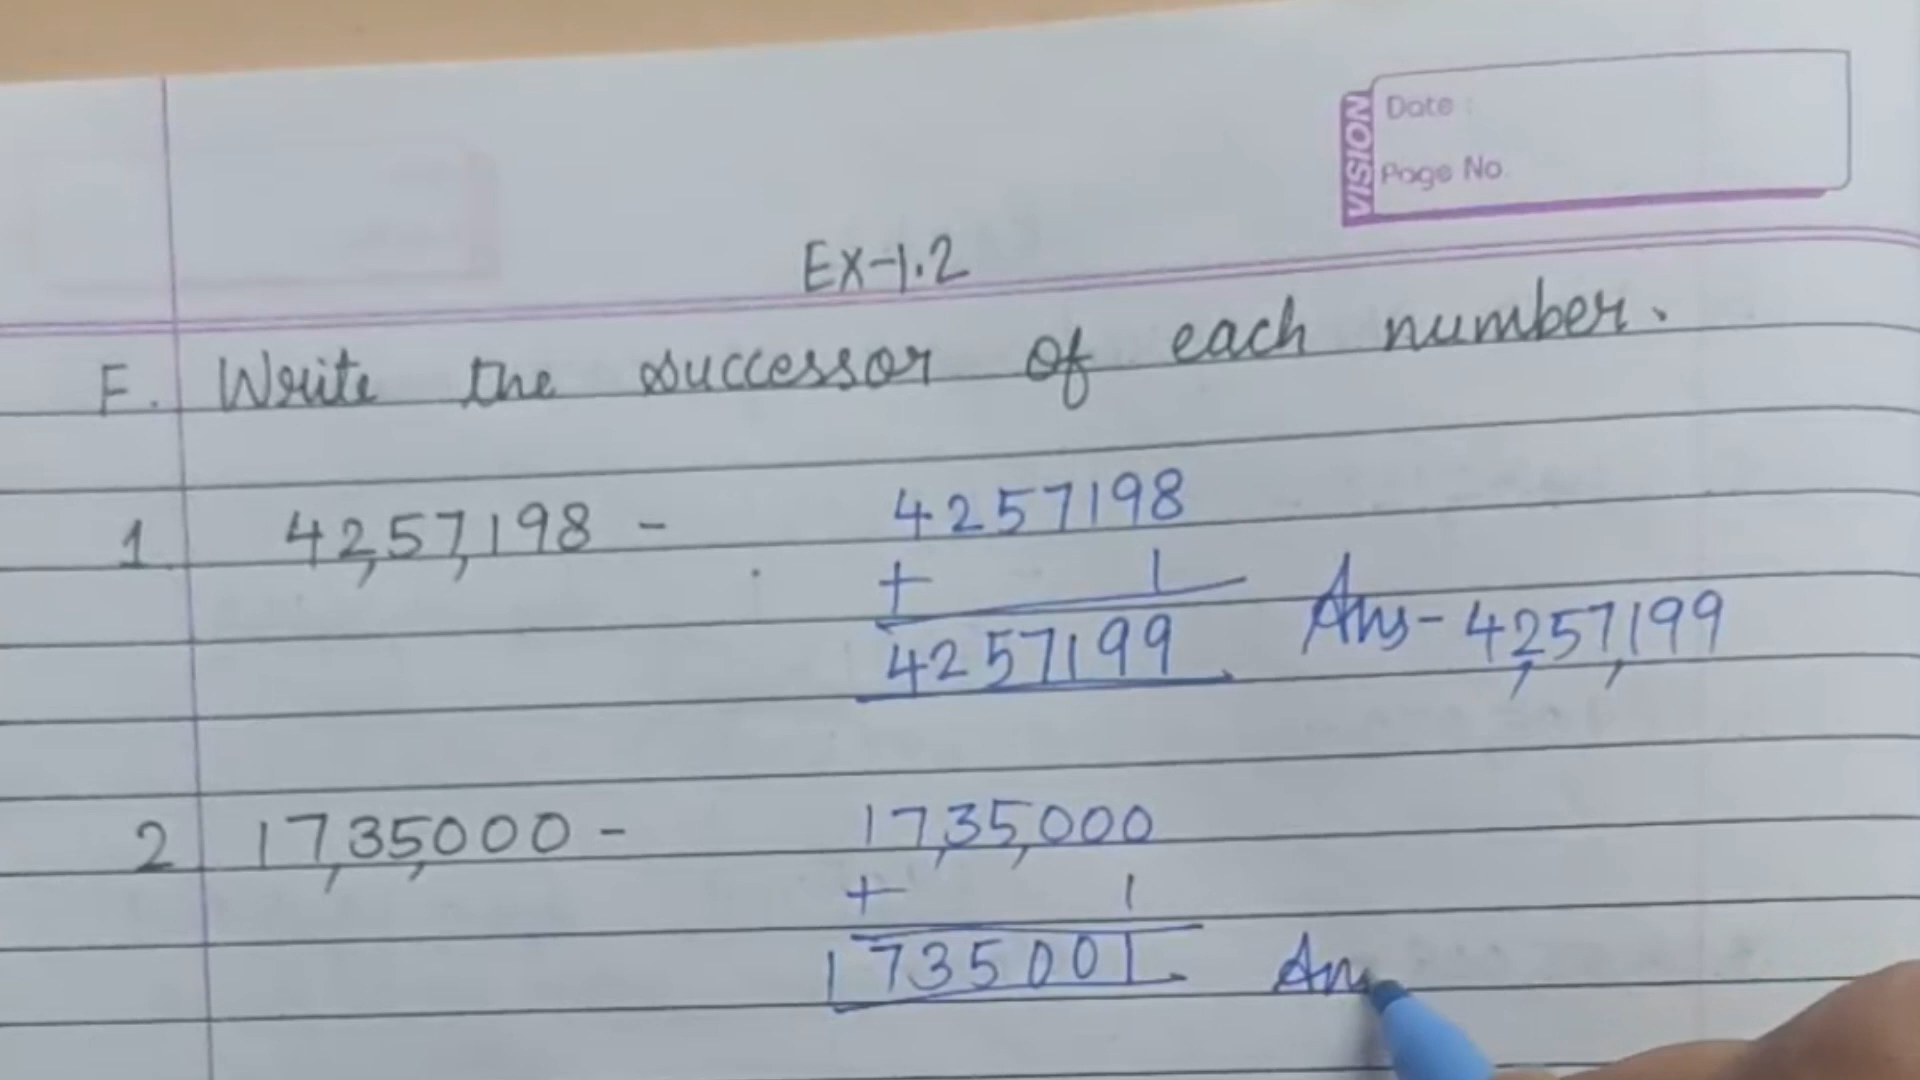 VISION
Date :
Page No.
Ex-1.2
F. Write the successor of each number.
1. 42,57,198 - 4257198
+ 1
4257199 Ans- 42,57,199
2 17,35,000 - 17,35,000
+ 1
1735001 Ans